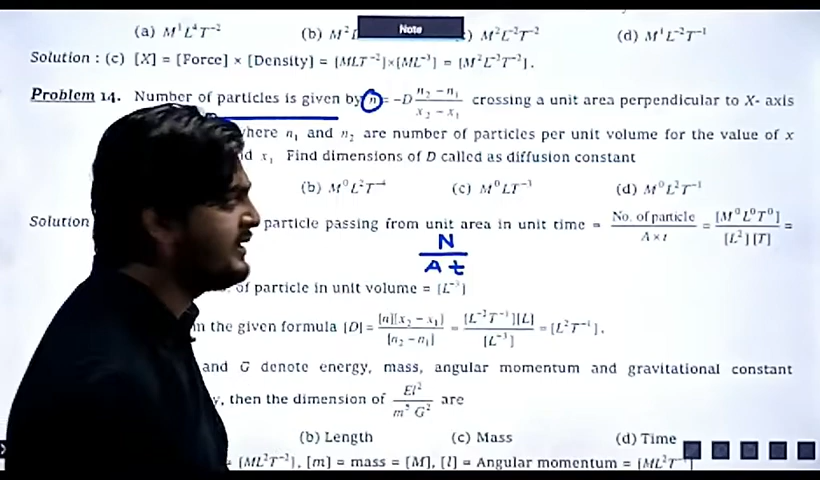 (a) M¹L⁴T⁻² (b) M² Note M²L⁻²T⁻² (d) M¹L⁻²T⁻¹
Solution : (c) [X] = [Force] × [Density] = [MLT⁻²]×[ML⁻³] = [M²L⁻²T⁻²].
Problem 14. Number of particles is given by n = −D (n₂ − n₁)/(x₂ − x₁) crossing a unit area perpendicular to X- axis
here n₁ and n₂ are number of particles per unit volume for the value of x
x₁ Find dimensions of D called as diffusion constant
(b) M⁰L²T⁻⁴ (c) M⁰LT⁻³ (d) M⁰L²T⁻¹
Solution particle passing from unit area in unit time = No. of particle / A × t = [M⁰L⁰T⁰] / [L²][T] =
N
A t
of particle in unit volume = [L⁻³]
the given formula [D] = [n][x₂ − x₁] / [n₂ − n₁] = [L⁻²T⁻¹][L] / [L⁻³] = [L²T⁻¹].
and G denote energy, mass, angular momentum and gravitational constant
then the dimension of El² / m⁵G² are
(b) Length (c) Mass (d) Time
= [ML²T⁻²], [m] = mass = [M], [l] = Angular momentum = [ML²T